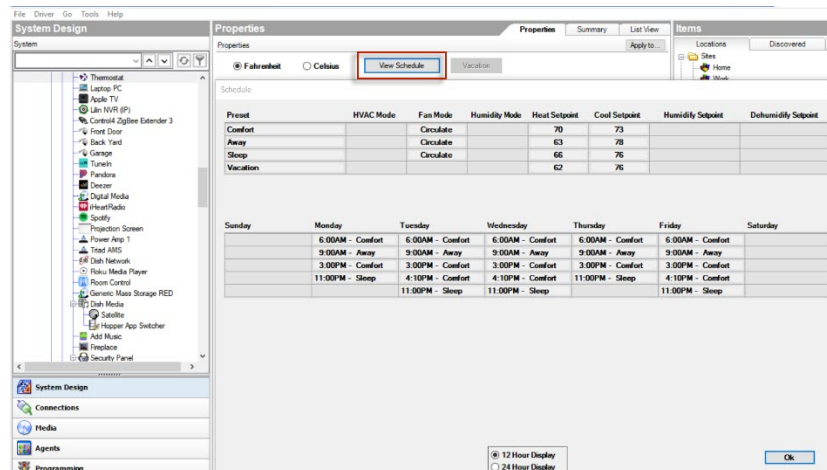 File Driver Go Tools Help
System Design
System
Thermostat
Laptop PC
Apple TV
Lilin NVR (IP)
Control4 ZigBee Extender 3
Front Door
Back Yard
Garage
TuneIn
Pandora
Deezer
Digital Media
iHeartRadio
Spotify
Projection Screen
Power Amp 1
Triad AMS
Dish Network
Roku Media Player
Room Control
Generic Mass Storage RED
Dish Media
Satellite
Hopper App Switcher
Add Music
Fireplace
Security Panel
System Design
Connections
Media
Agents
Programming
Properties
Properties Summary List View
Properties
Apply to...
Fahrenheit Celsius View Schedule Vacation
Items
Locations Discovered
Sites
Home
Work
Schedule
Preset HVAC Mode Fan Mode Humidity Mode Heat Setpoint Cool Setpoint Humidify Setpoint Dehumidify Setpoint
Comfort Circulate 70 73
Away Circulate 63 78
Sleep Circulate 66 76
Vacation 62 76
Sunday Monday Tuesday Wednesday Thursday Friday Saturday
6:00AM - Comfort 6:00AM - Comfort 6:00AM - Comfort 6:00AM - Comfort 6:00AM - Comfort
9:00AM - Away 9:00AM - Away 9:00AM - Away 9:00AM - Away 9:00AM - Away
3:00PM - Comfort 3:00PM - Comfort 3:00PM - Comfort 3:00PM - Comfort 3:00PM - Comfort
11:00PM - Sleep 4:10PM - Comfort 4:10PM - Comfort 11:00PM - Sleep 4:10PM - Comfort
11:00PM - Sleep 11:00PM - Sleep 11:00PM - Sleep
12 Hour Display
24 Hour Display
Ok